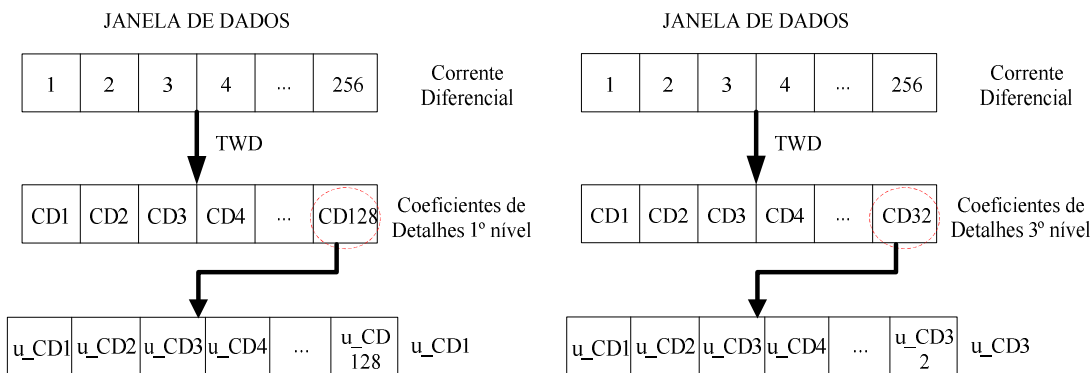 JANELA DE DADOS
1 2 3 4 ... 256
Corrente
Diferencial
TWD
CD1 CD2 CD3 CD4 ... CD128
Coeficientes de
Detalhes 1º nível
u_CD1 u_CD2 u_CD3 u_CD4 ... u_CD
128
u_CD1
JANELA DE DADOS
1 2 3 4 ... 256
Corrente
Diferencial
TWD
CD1 CD2 CD3 CD4 ... CD32
Coeficientes de
Detalhes 3º nível
u_CD1 u_CD2 u_CD3 u_CD4 ... u_CD3
2
u_CD3